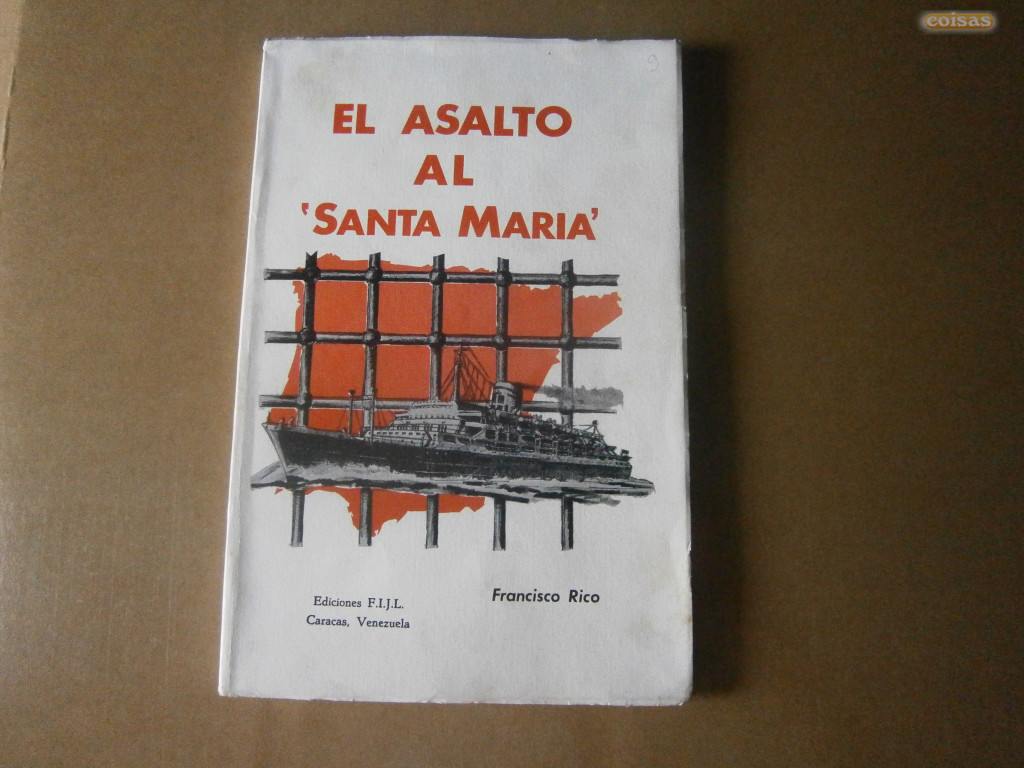 coisas
9
EL ASALTO
AL
‘SANTA MARIA’
Francisco Rico
Ediciones F.I.J.L.
Caracas, Venezuela